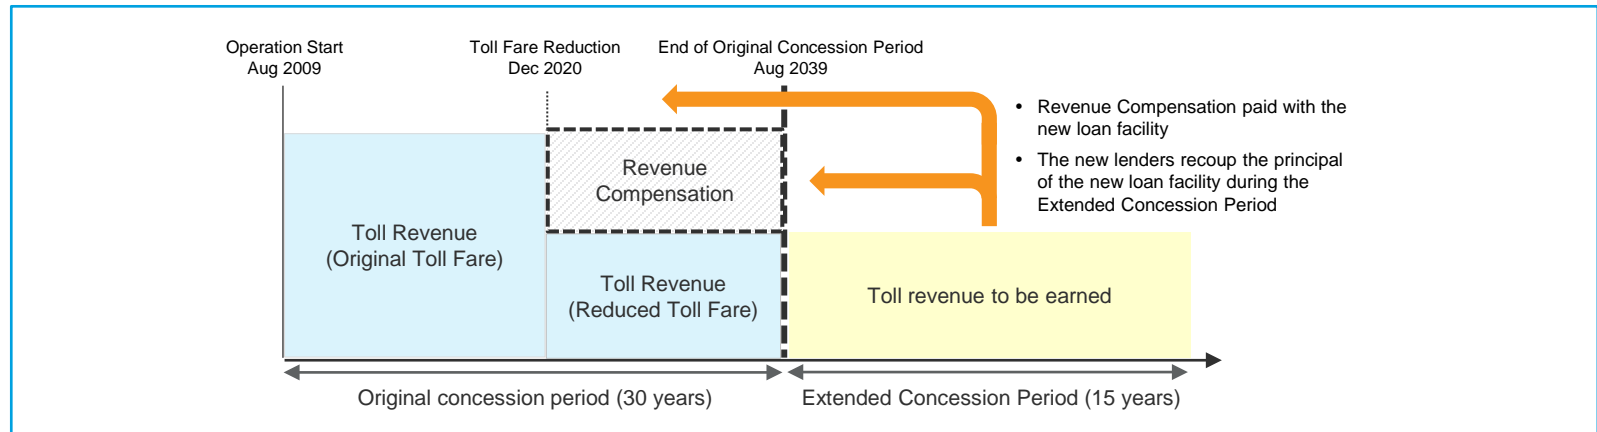 Operation Start
Aug 2009
Toll Fare Reduction
Dec 2020
End of Original Concession Period
Aug 2039
• Revenue Compensation paid with the
new loan facility
• The new lenders recoup the principal
of the new loan facility during the
Extended Concession Period
Revenue
Compensation
Toll Revenue
(Original Toll Fare)
Toll Revenue
(Reduced Toll Fare)
Toll revenue to be earned
Original concession period (30 years)
Extended Concession Period (15 years)